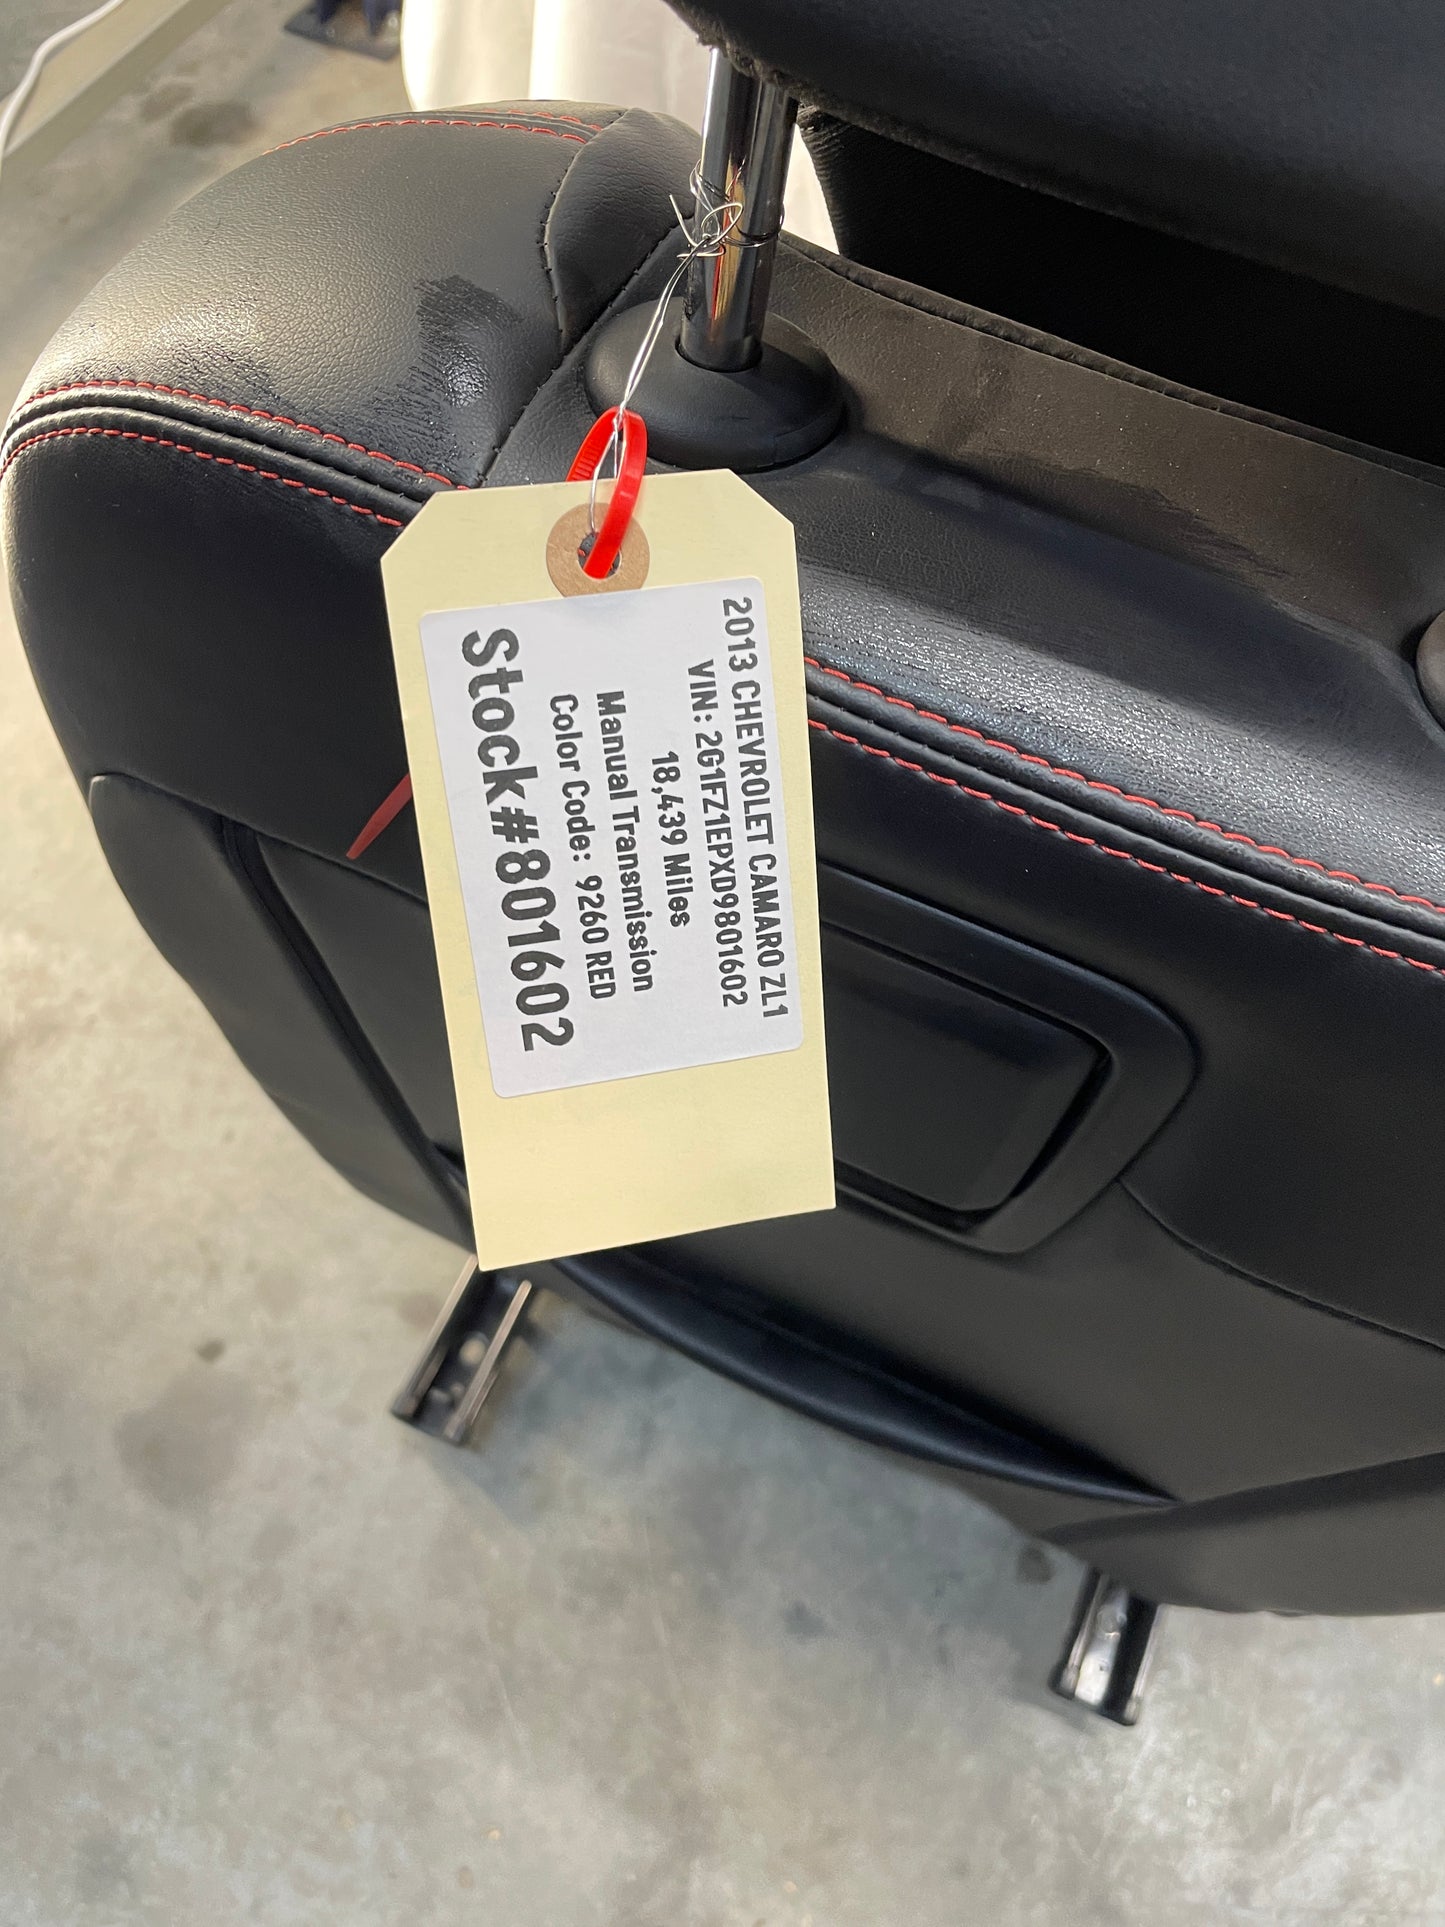 2013 CHEVROLET CAMARO ZL1
VIN: 2G1FZ1EPXD9801602
18,439 Miles
Manual Transmission
Color Code: 9260 RED
Stock#801602